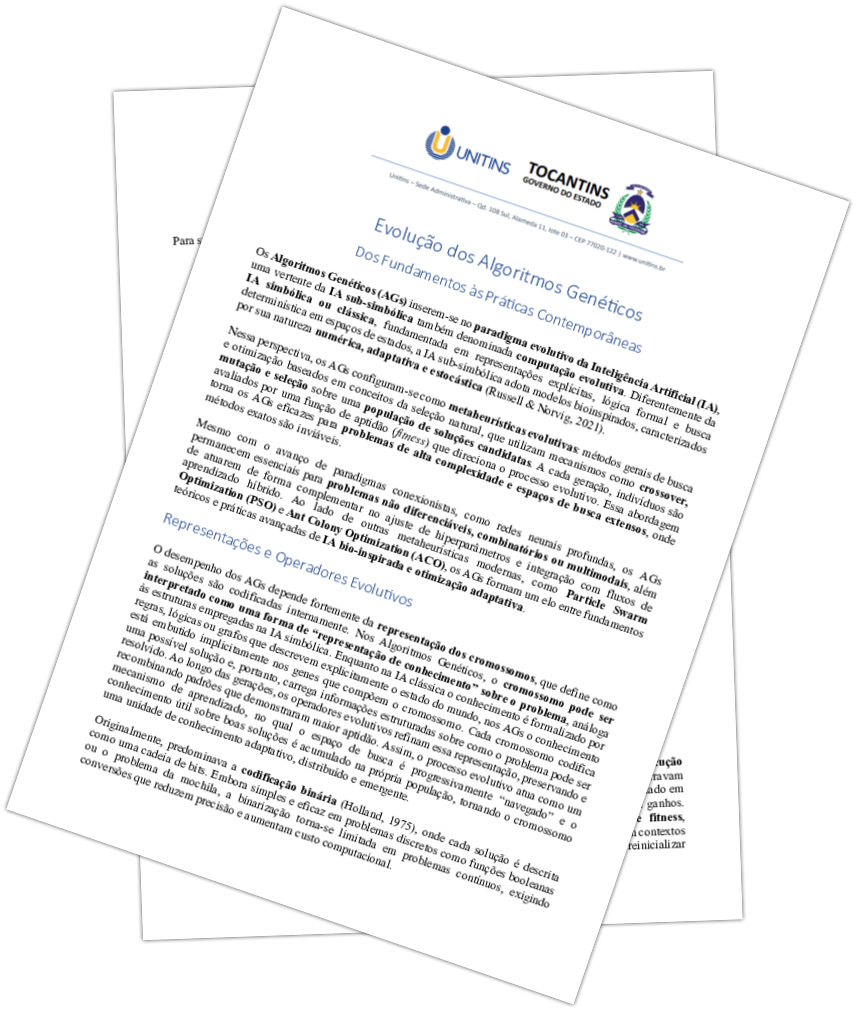 UNITINS
TOCANTINS
GOVERNO DO ESTADO
Unitins – Sede Administrativa – Qd. 108 Sul, Alameda 11, lote 03 – CEP 77020-122 | www.unitins.br
Evolução dos Algoritmos Genéticos
Dos Fundamentos às Práticas Contemporâneas
Os Algoritmos Genéticos (AGs) inserem-se no paradigma evolutivo da Inteligência Artificial (IA),
uma vertente da IA sub-simbólica também denominada computação evolutiva. Diferentemente da
IA simbólica ou clássica, fundamentada em representações explícitas, lógica formal e busca
determinística em espaços de estados, a IA sub-simbólica adota modelos bioinspirados, caracterizados
por sua natureza numérica, adaptativa e estocástica (Russell & Norvig, 2021).
Nessa perspectiva, os AGs configuram-se como metaheurísticas evolutivas: métodos gerais de busca
e otimização baseados em conceitos da seleção natural, que utilizam mecanismos como crossover,
mutação e seleção sobre uma população de soluções candidatas. A cada geração, indivíduos são
avaliados por uma função de aptidão (fitness) que direciona o processo evolutivo. Essa abordagem
torna os AGs eficazes para problemas de alta complexidade e espaços de busca extensos, onde
métodos exatos são inviáveis.
Mesmo com o avanço de paradigmas conexionistas, como redes neurais profundas, os AGs
permanecem essenciais para problemas não diferenciáveis, combinatórios ou multimodais, além
de atuarem de forma complementar no ajuste de hiperparâmetros e integração com fluxos de
aprendizado híbrido. Ao lado de outras metaheurísticas modernas, como Particle Swarm
Optimization (PSO) e Ant Colony Optimization (ACO), os AGs formam um elo entre fundamentos
teóricos e práticas avançadas de IA bio-inspirada e otimização adaptativa.
Representações e Operadores Evolutivos
O desempenho dos AGs depende fortemente da representação dos cromossomos, que define como
as soluções são codificadas internamente. Nos Algoritmos Genéticos, o cromossomo pode ser
interpretado como uma forma de “representação de conhecimento” sobre o problema, análoga
às estruturas empregadas na IA simbólica. Enquanto na IA clássica o conhecimento é formalizado por
regras, lógicas ou grafos que descrevem explicitamente o estado do mundo, nos AGs o conhecimento
está embutido implicitamente nos genes que compõem o cromossomo. Cada cromossomo codifica
uma possível solução e, portanto, carrega informações estruturadas sobre como o problema pode ser
resolvido. Ao longo das gerações, os operadores evolutivos refinam essa representação, preservando e
recombinando padrões que demonstraram maior aptidão. Assim, o processo evolutivo atua como um
mecanismo de aprendizado, no qual o espaço de busca é progressivamente “navegado” e o
conhecimento útil sobre boas soluções é acumulado na própria população, tornando o cromossomo
uma unidade de conhecimento adaptativo, distribuído e emergente.
Originalmente, predominava a codificação binária (Holland, 1975), onde cada solução é descrita
como uma cadeia de bits. Embora simples e eficaz em problemas discretos como funções booleanas
ou o problema da mochila, a binarização torna-se limitada em problemas contínuos, exigindo
conversões que reduzem precisão e aumentam custo computacional.
Para s
ução
ravam
ado em
ganhos.
e fitness,
n contextos
reinicializar